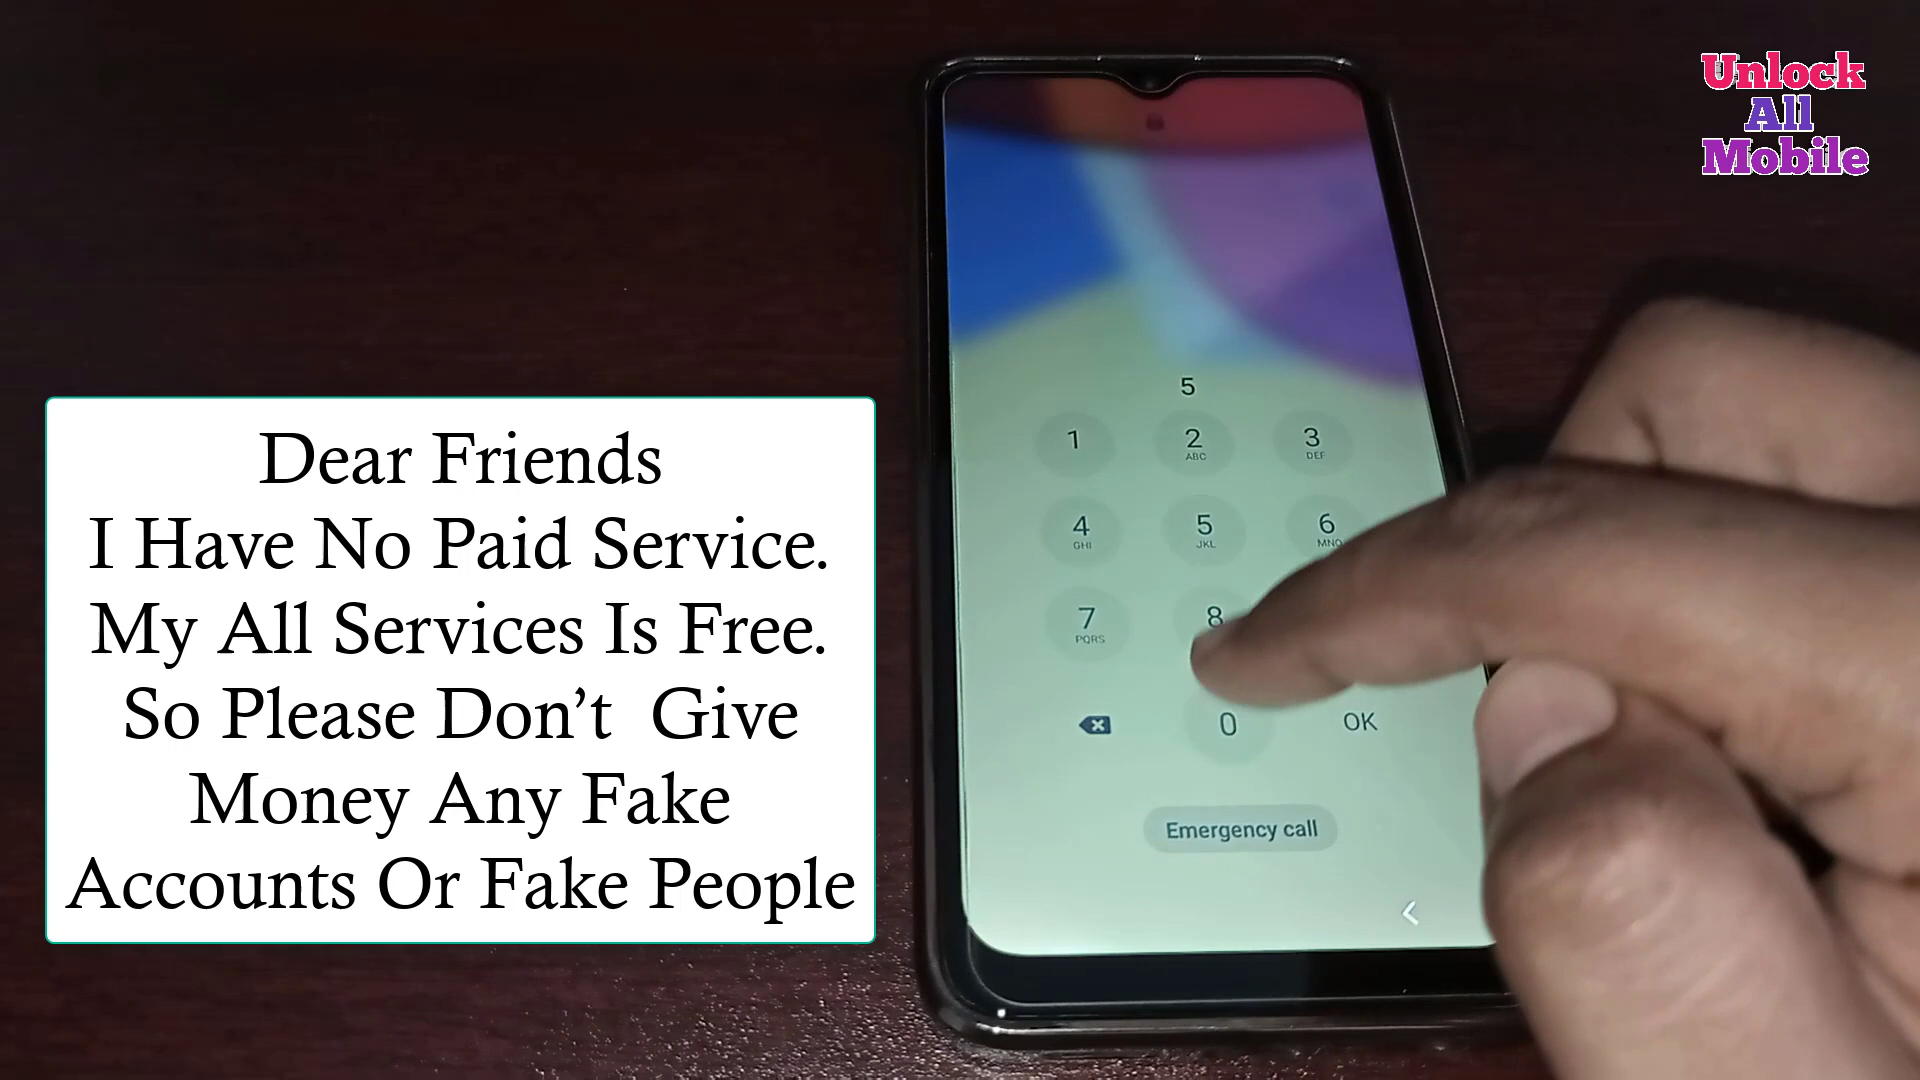 Unlock
All
Mobile
Dear Friends
I Have No Paid Service.
My All Services Is Free.
So Please Don't  Give
Money Any Fake
Accounts Or Fake People
5
1
2
ABC
3
DEF
4
GHI
5
JKL
6
MNO
7
PQRS
8
0
OK
Emergency call